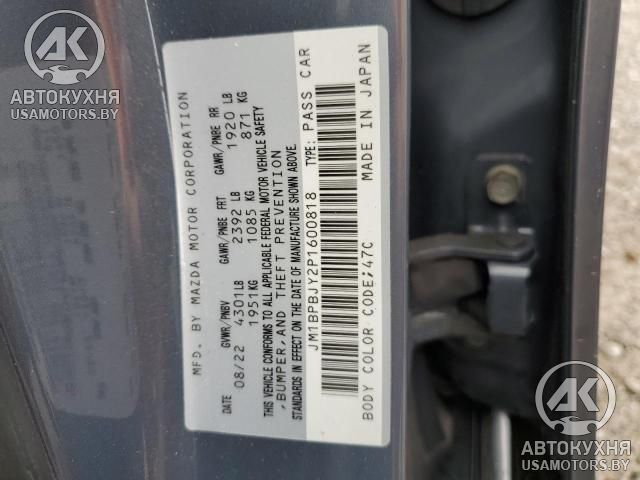 АК
АВТОКУХНЯ
USAMOTORS.BY
MFD. BY MAZDA MOTOR CORPORATION
GVWR/PNBV GAWR/PNBE FRT GAWR/PNBE RR
DATE 4301LB 2392 LB 1920 LB
08/22 1951KG 1085 KG 871 KG
THIS VEHICLE CONFORMS TO ALL APPLICABLE FEDERAL MOTOR VEHICLE SAFETY
,BUMPER,AND THEFT PREVENTION
STANDARDS IN EFFECT ON THE DATE OF MANUFACTURE SHOWN ABOVE.
JM1BPBJY2P1600818 TYPE: PASS CAR
BODY COLOR CODE;47C MADE IN JAPAN
АК
АВТОКУХНЯ
USAMOTORS.BY